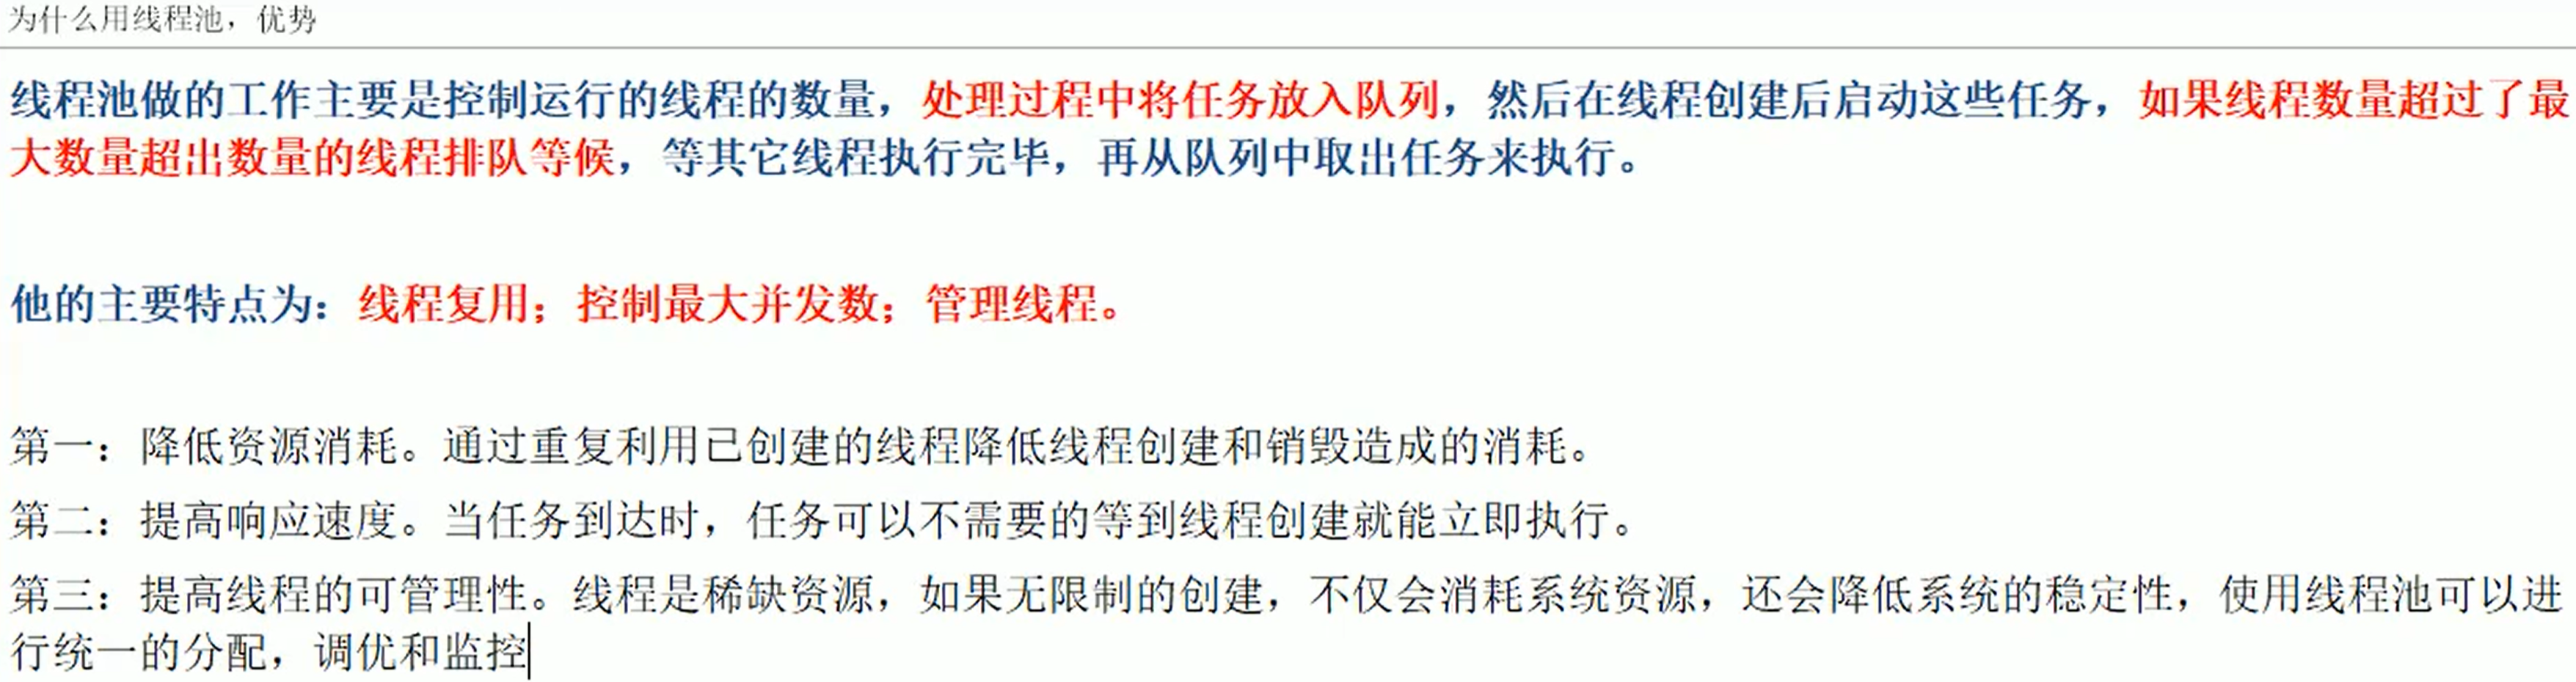 为什么用线程池，优势
线程池做的工作主要是控制运行的线程的数量，处理过程中将任务放入队列，然后在线程创建后启动这些任务，如果线程数量超过了最
大数量超出数量的线程排队等候，等其它线程执行完毕，再从队列中取出任务来执行。
他的主要特点为：线程复用；控制最大并发数；管理线程。
第一：降低资源消耗。通过重复利用已创建的线程降低线程创建和销毁造成的消耗。
第二：提高响应速度。当任务到达时，任务可以不需要的等到线程创建就能立即执行。
第三：提高线程的可管理性。线程是稀缺资源，如果无限制的创建，不仅会消耗系统资源，还会降低系统的稳定性，使用线程池可以进
行统一的分配，调优和监控